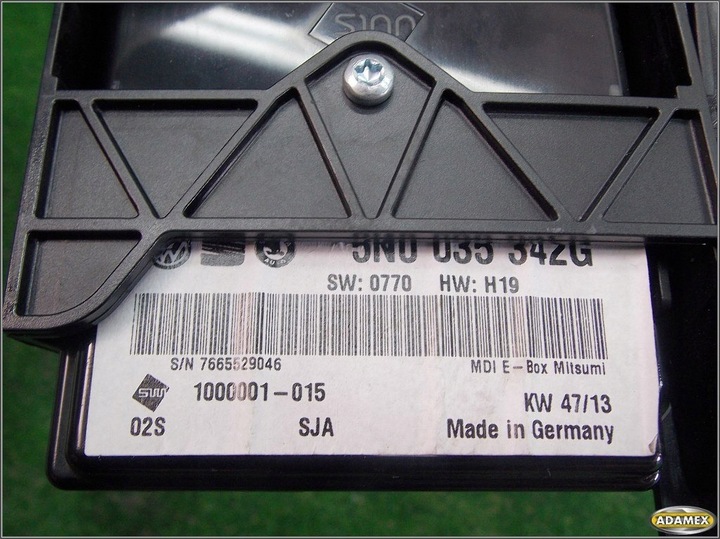 5N0 035 342G
SW: 0770 HW: H19
S/N 7665529046
MDI E-Box Mitsumi
SW 1000001-015
KW 47/13
02S SJA Made in Germany
ADAMEX